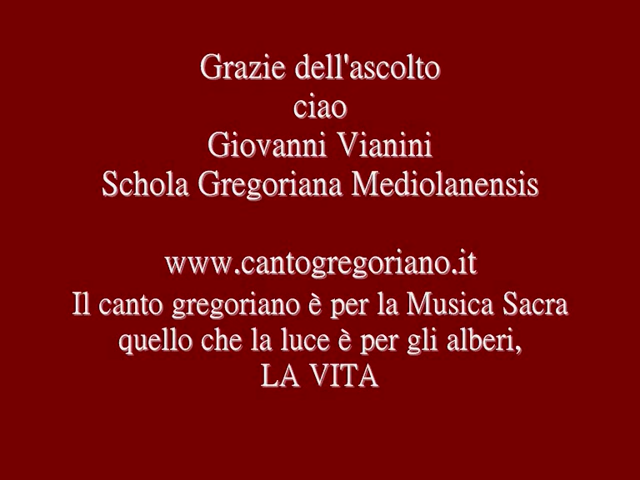 Grazie dell'ascolto
ciao
Giovanni Vianini
Schola Gregoriana Mediolanensis
www.cantogregoriano.it
Il canto gregoriano è per la Musica Sacra
quello che la luce è per gli alberi,
LA VITA